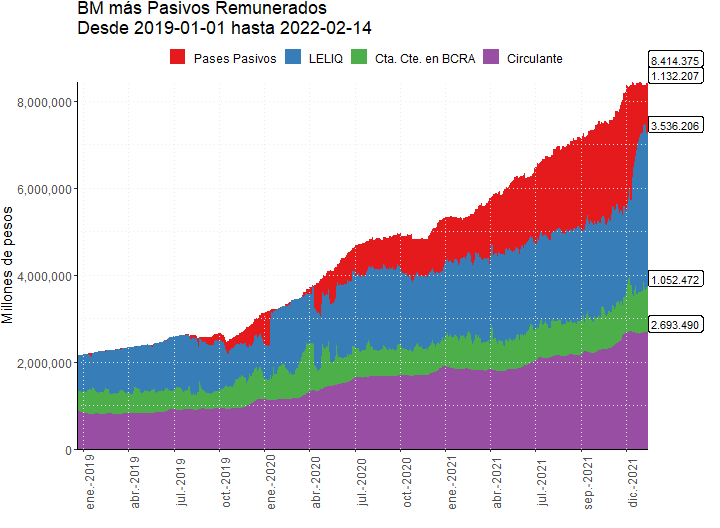 BM más Pasivos Remunerados
Desde 2019-01-01 hasta 2022-02-14
Pases Pasivos
LELIQ
Cta. Cte. en BCRA
Circulante
8.414.375
1.132.207
3.536.206
1.052.472
2.693.490
Millones de pesos
8,000,000
6,000,000
4,000,000
2,000,000
0
ene.-2019
abr.-2019
jul.-2019
oct.-2019
ene.-2020
abr.-2020
jul.-2020
oct.-2020
ene.-2021
abr.-2021
jun.-2021
sep.-2021
dic.-2021